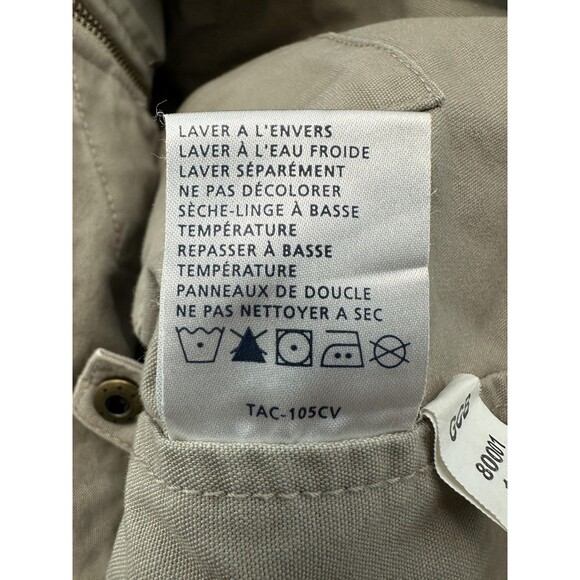 LAVER A L'ENVERS
LAVER À L'EAU FROIDE
LAVER SÉPARÉMENT
NE PAS DÉCOLORER
SÈCHE-LINGE À BASSE
TEMPÉRATURE
REPASSER À BASSE
TEMPÉRATURE
PANNEAUX DE DOUCLE
NE PAS NETTOYER A SEC
TAC-105CV
GGB
80001